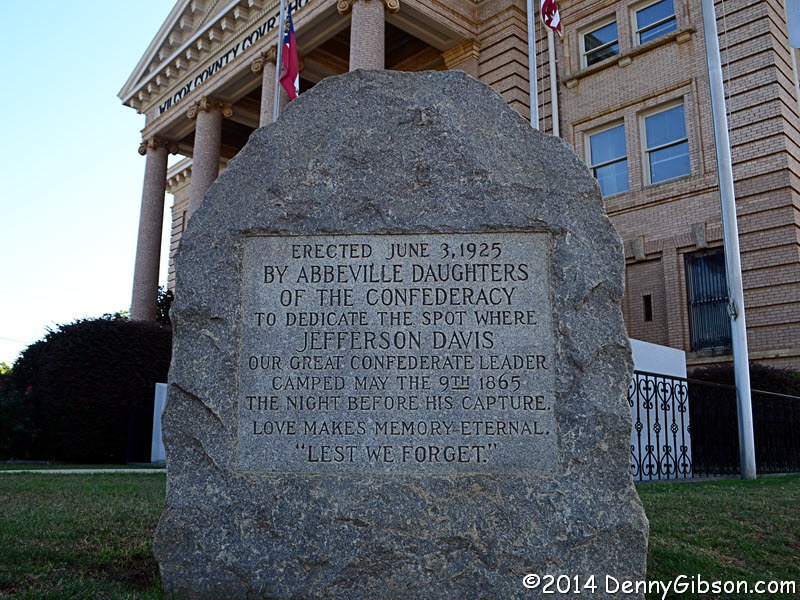 WILCOX COUNTY COURTHO
ERECTED JUNE 3, 1925
BY ABBEVILLE DAUGHTERS
OF THE CONFEDERACY
TO DEDICATE THE SPOT WHERE
JEFFERSON DAVIS
OUR GREAT CONFEDERATE LEADER
CAMPED MAY THE 9TH 1865
THE NIGHT BEFORE HIS CAPTURE.
LOVE MAKES MEMORY ETERNAL.
"LEST WE FORGET."
©2014 DennyGibson.com